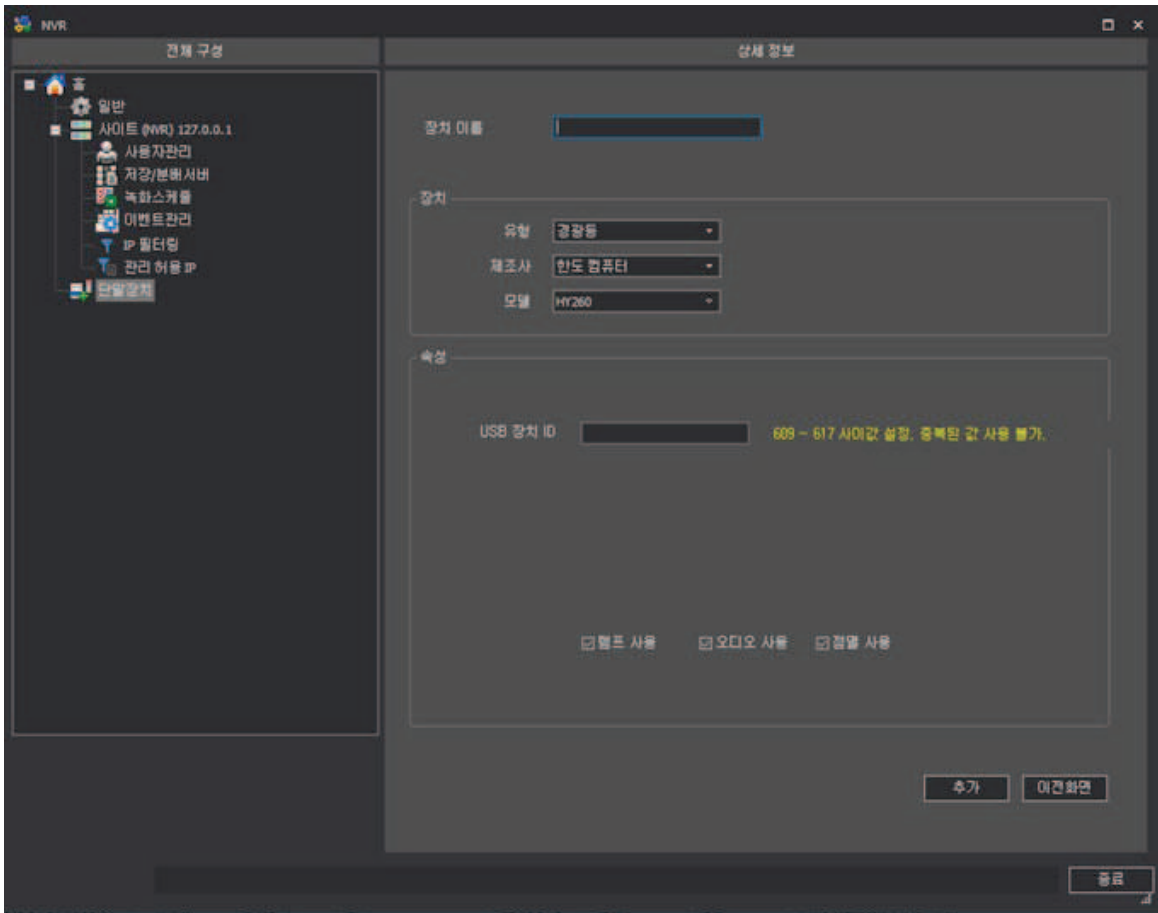 NVR
전체 구성
상세 정보
홈
일반
사이트 (NVR) 127.0.0.1
사용자관리
저장/분배서버
녹화스케줄
이벤트관리
IP 필터링
관리 허용 IP
단말장치
장치 이름
장치
유형 경광등
제조사 한도 컴퓨터
모델 HY260
속성
USB 장치 ID
609 ~ 617 사이값 설정, 중복된 값 사용 불가.
램프 사용 오디오 사용 점멸 사용
추가 이전화면
종료